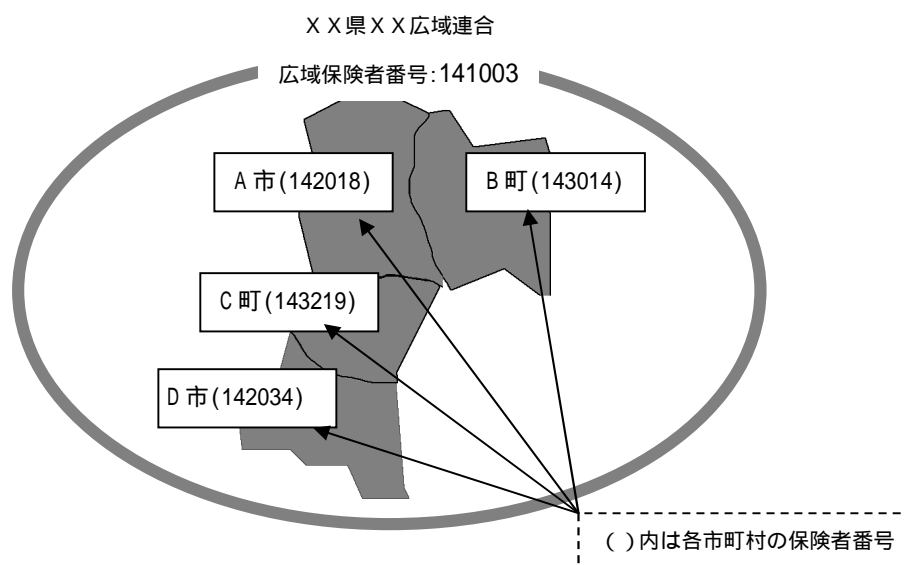 ＸＸ県ＸＸ広域連合
広域保険者番号:141003
A市(142018)
B町(143014)
C町(143219)
D市(142034)
( )内は各市町村の保険者番号